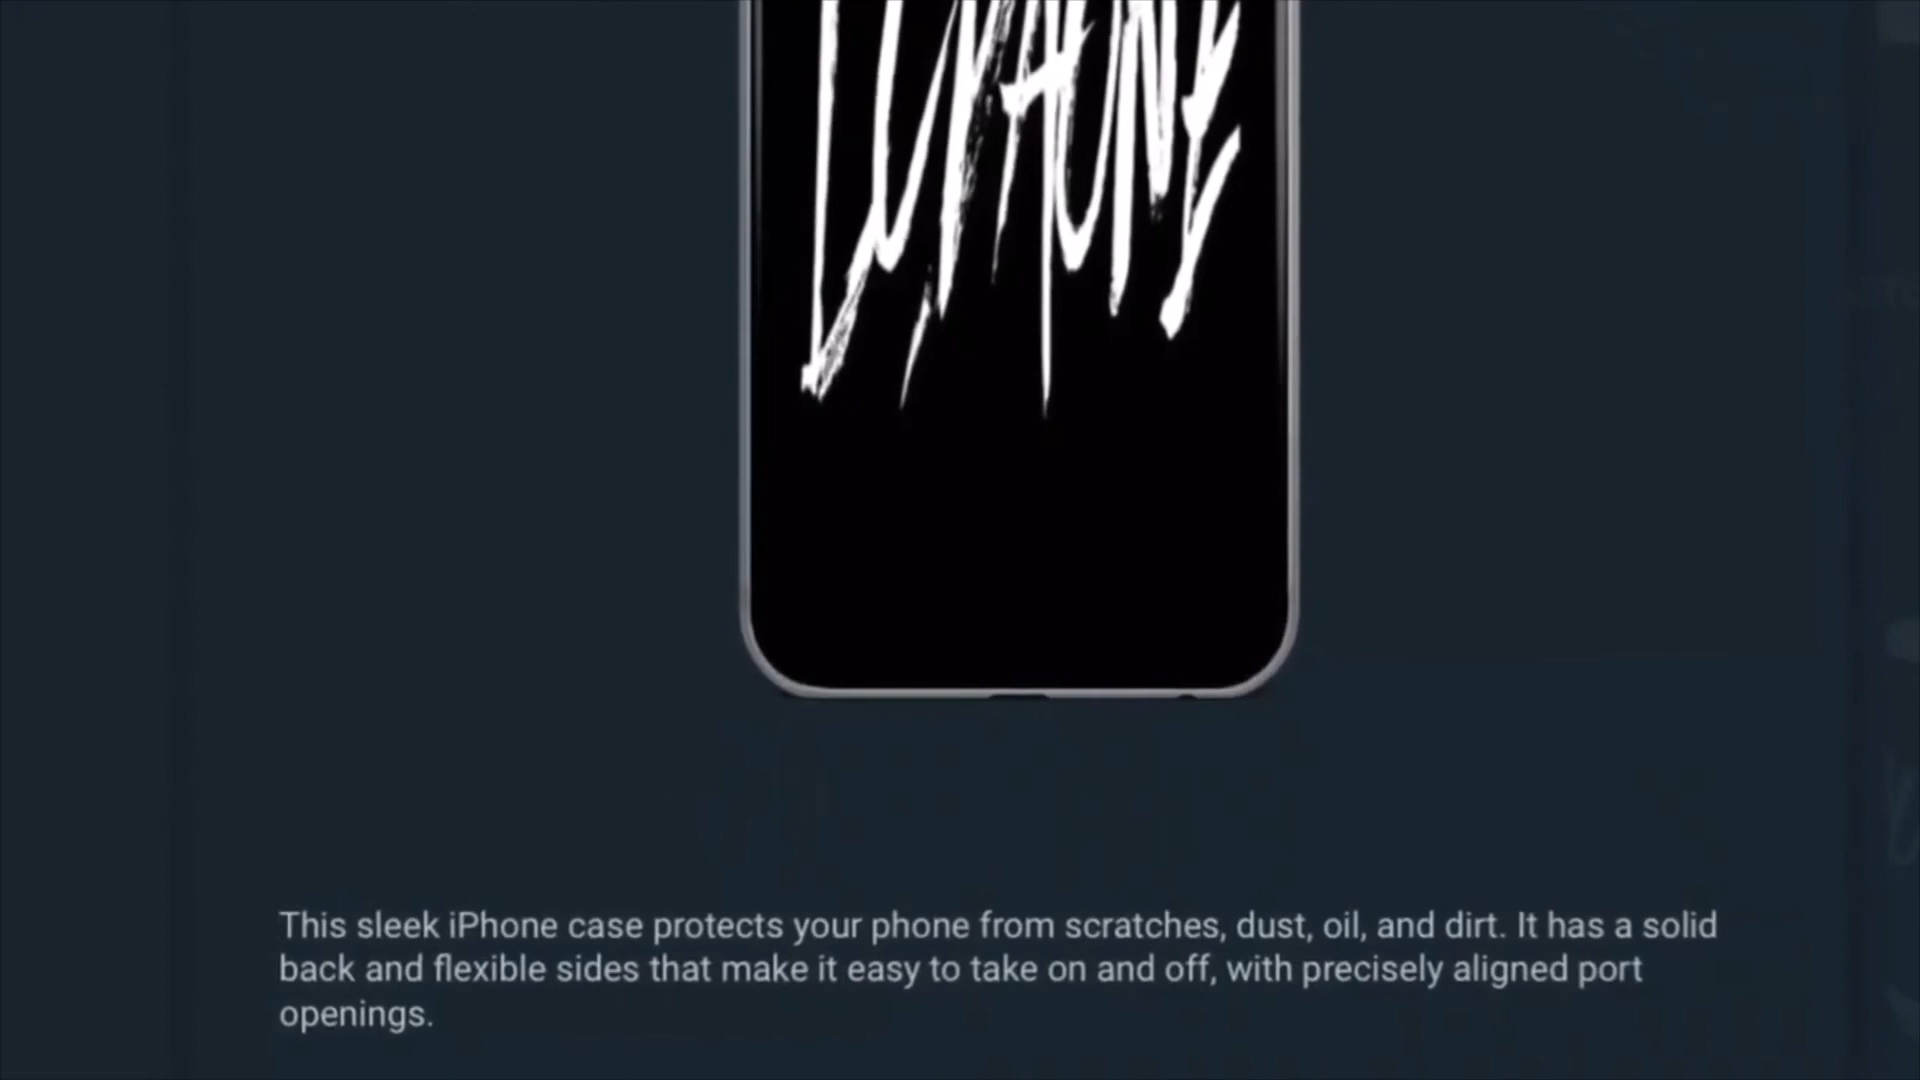 This sleek iPhone case protects your phone from scratches, dust, oil, and dirt. It has a solid
back and flexible sides that make it easy to take on and off, with precisely aligned port
openings.